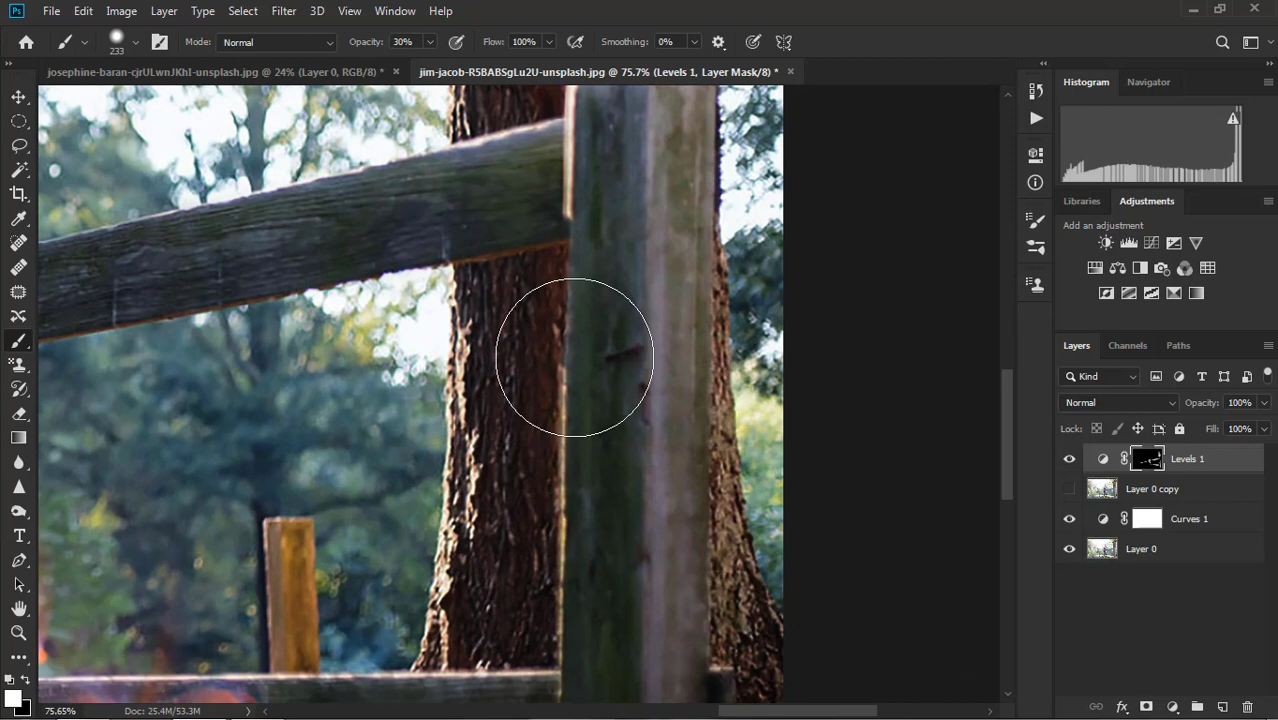 Ps File Edit Image Layer Type Select Filter 3D View Window Help
233 Mode: Normal Opacity: 30% Flow: 100% Smoothing: 0%
josephine-baran-cjrULWnJKhI-unsplash.jpg @ 24% (Layer 0, RGB/8) * × jim-jacob-R5BABSgLu2U-unsplash.jpg @ 75.7% (Levels 1, Layer Mask/8) * ×
Histogram Navigator
Libraries Adjustments
Add an adjustment
Layers Channels Paths
Kind
Normal Opacity: 100%
Lock: Fill: 100%
Levels 1
Layer 0 copy
Curves 1
Layer 0
75.65% Doc: 25.4M/53.3M